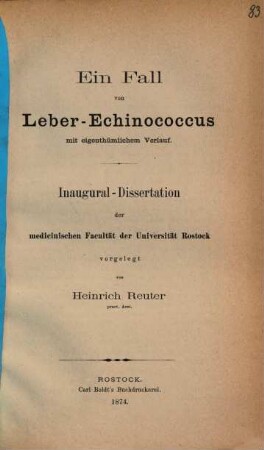 83
Ein Fall
von
Leber-Echinococcus
mit eigenthümlichem Verlauf.
Inaugural-Dissertation
der
medicinischen Facultät der Universität Rostock
vorgelegt
von
Heinrich Reuter
pract. Arzt.
ROSTOCK.
Carl Boldt's Buchdruckerei.
1874.